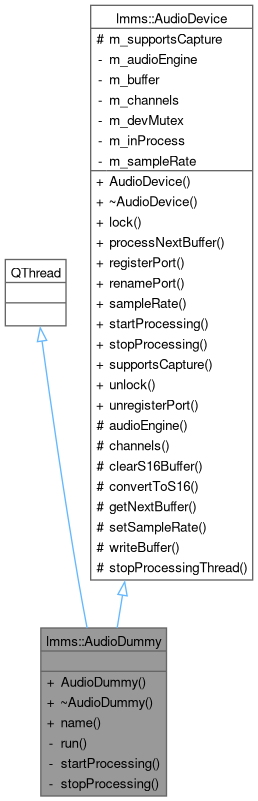 lmms::AudioDevice
# m_supportsCapture
- m_audioEngine
- m_buffer
- m_channels
- m_devMutex
- m_inProcess
- m_sampleRate
+ AudioDevice()
+ ~AudioDevice()
+ lock()
+ processNextBuffer()
+ registerPort()
+ renamePort()
+ sampleRate()
+ startProcessing()
+ stopProcessing()
+ supportsCapture()
+ unlock()
+ unregisterPort()
# audioEngine()
# channels()
# clearS16Buffer()
# convertToS16()
# getNextBuffer()
# setSampleRate()
# writeBuffer()
# stopProcessingThread()
QThread
lmms::AudioDummy
+ AudioDummy()
+ ~AudioDummy()
+ name()
- run()
- startProcessing()
- stopProcessing()